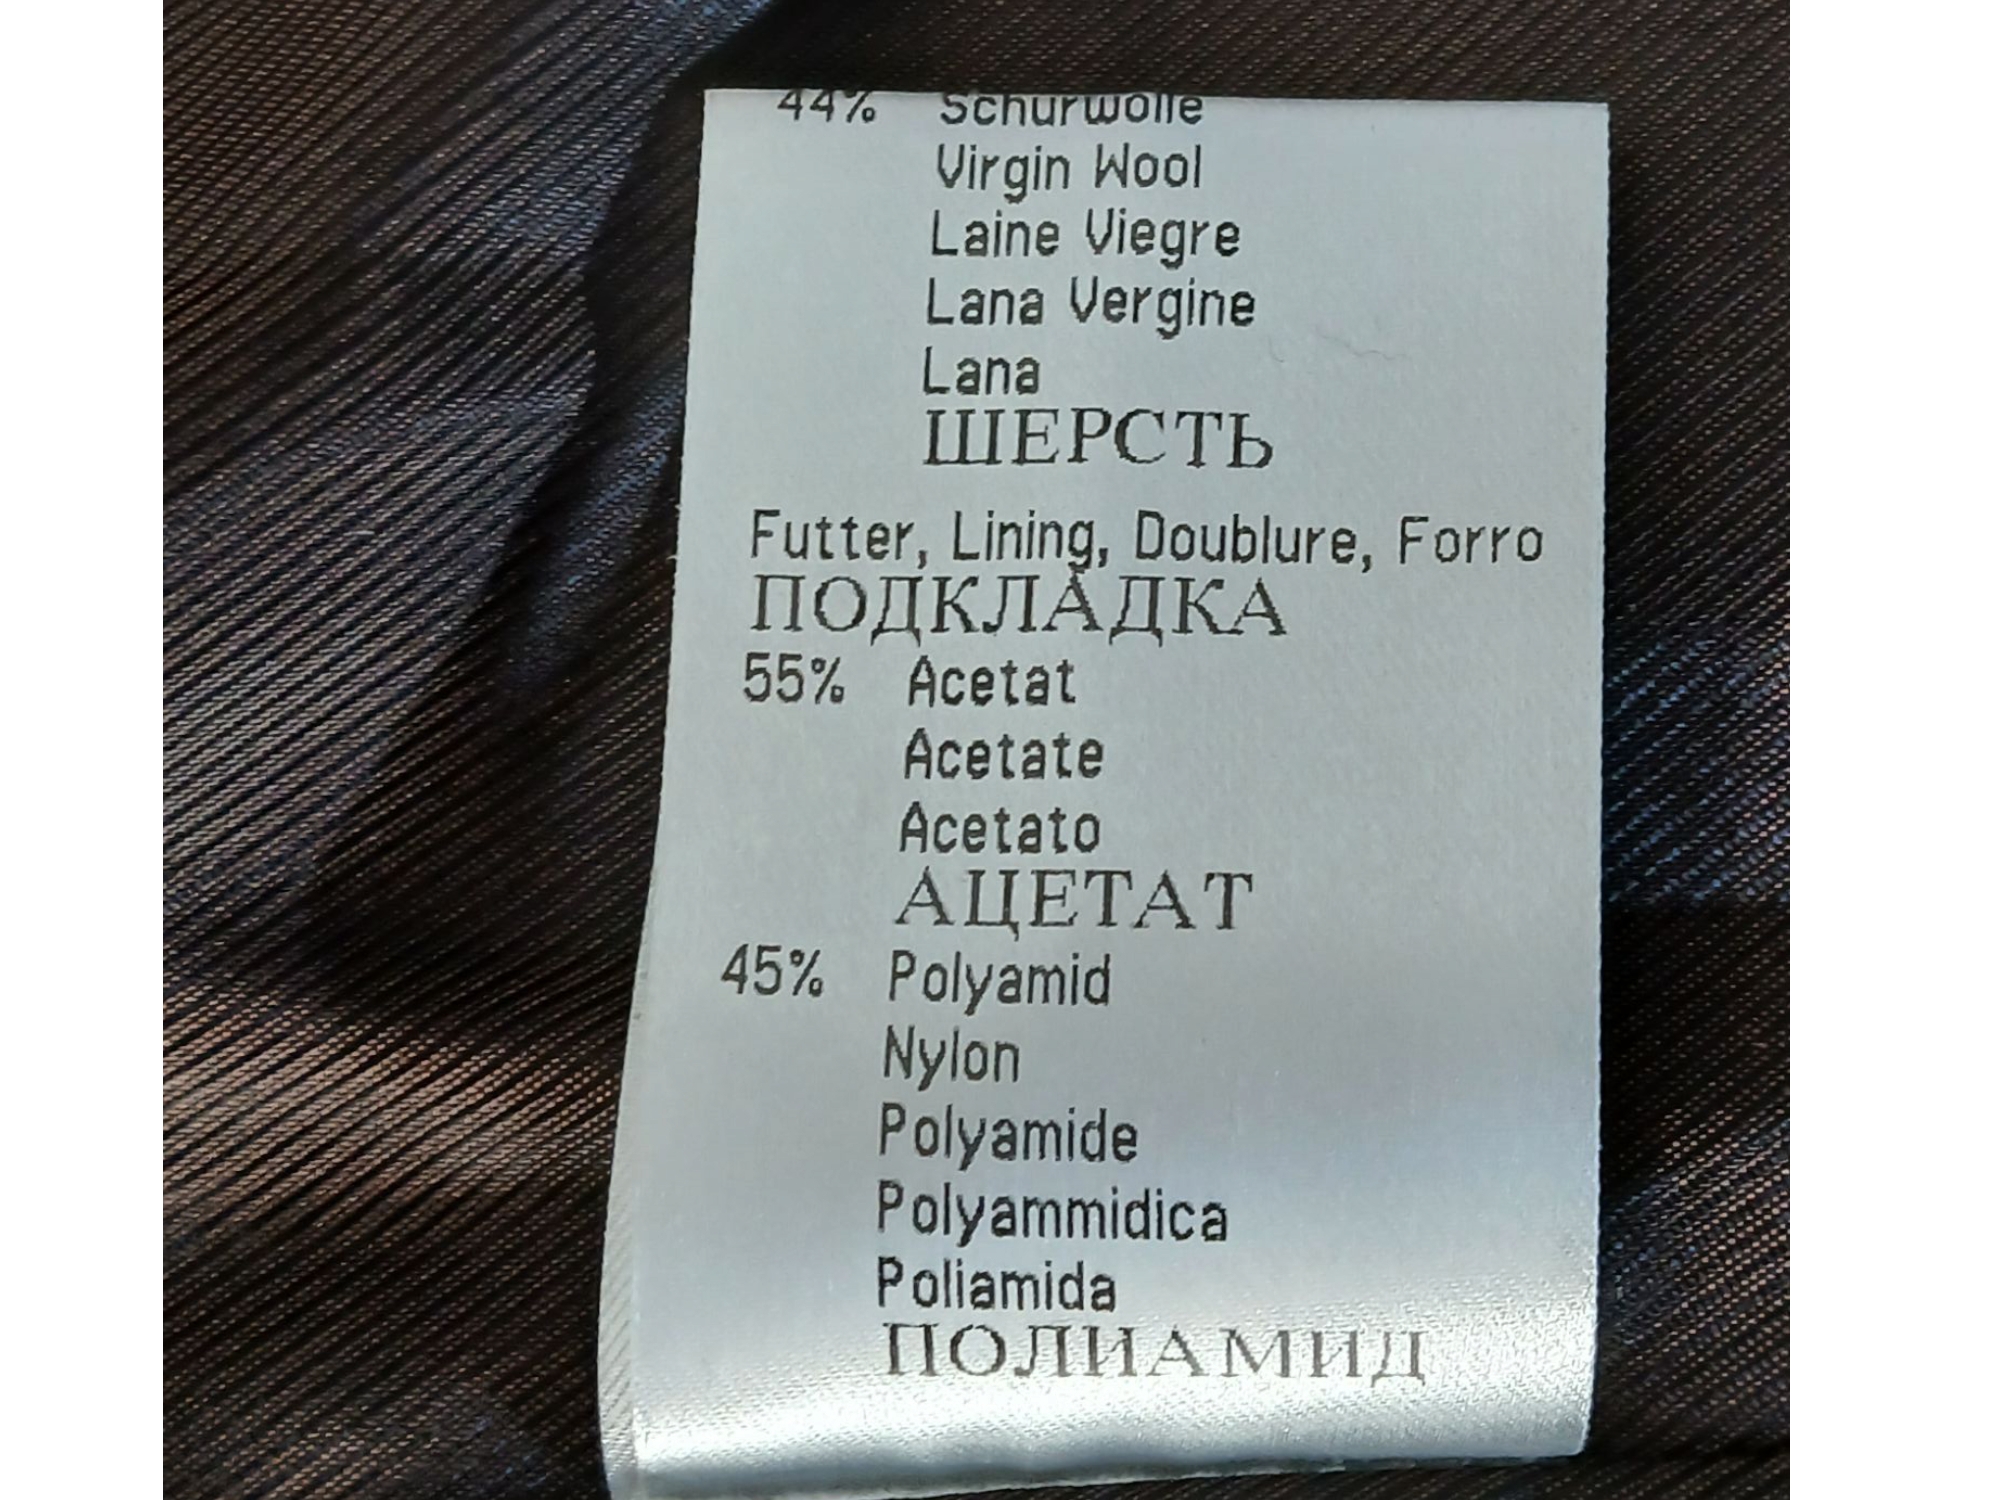 44% Schurwolle
Virgin Wool
Laine Viegre
Lana Vergine
Lana
ШЕРСТЬ
Futter, Lining, Doublure, Forro
ПОДКЛАДКА
55% Acetat
Acetate
Acetato
АЦЕТАТ
45% Polyamid
Nylon
Polyamide
Polyammidica
Poliamida
ПОЛИАМИД